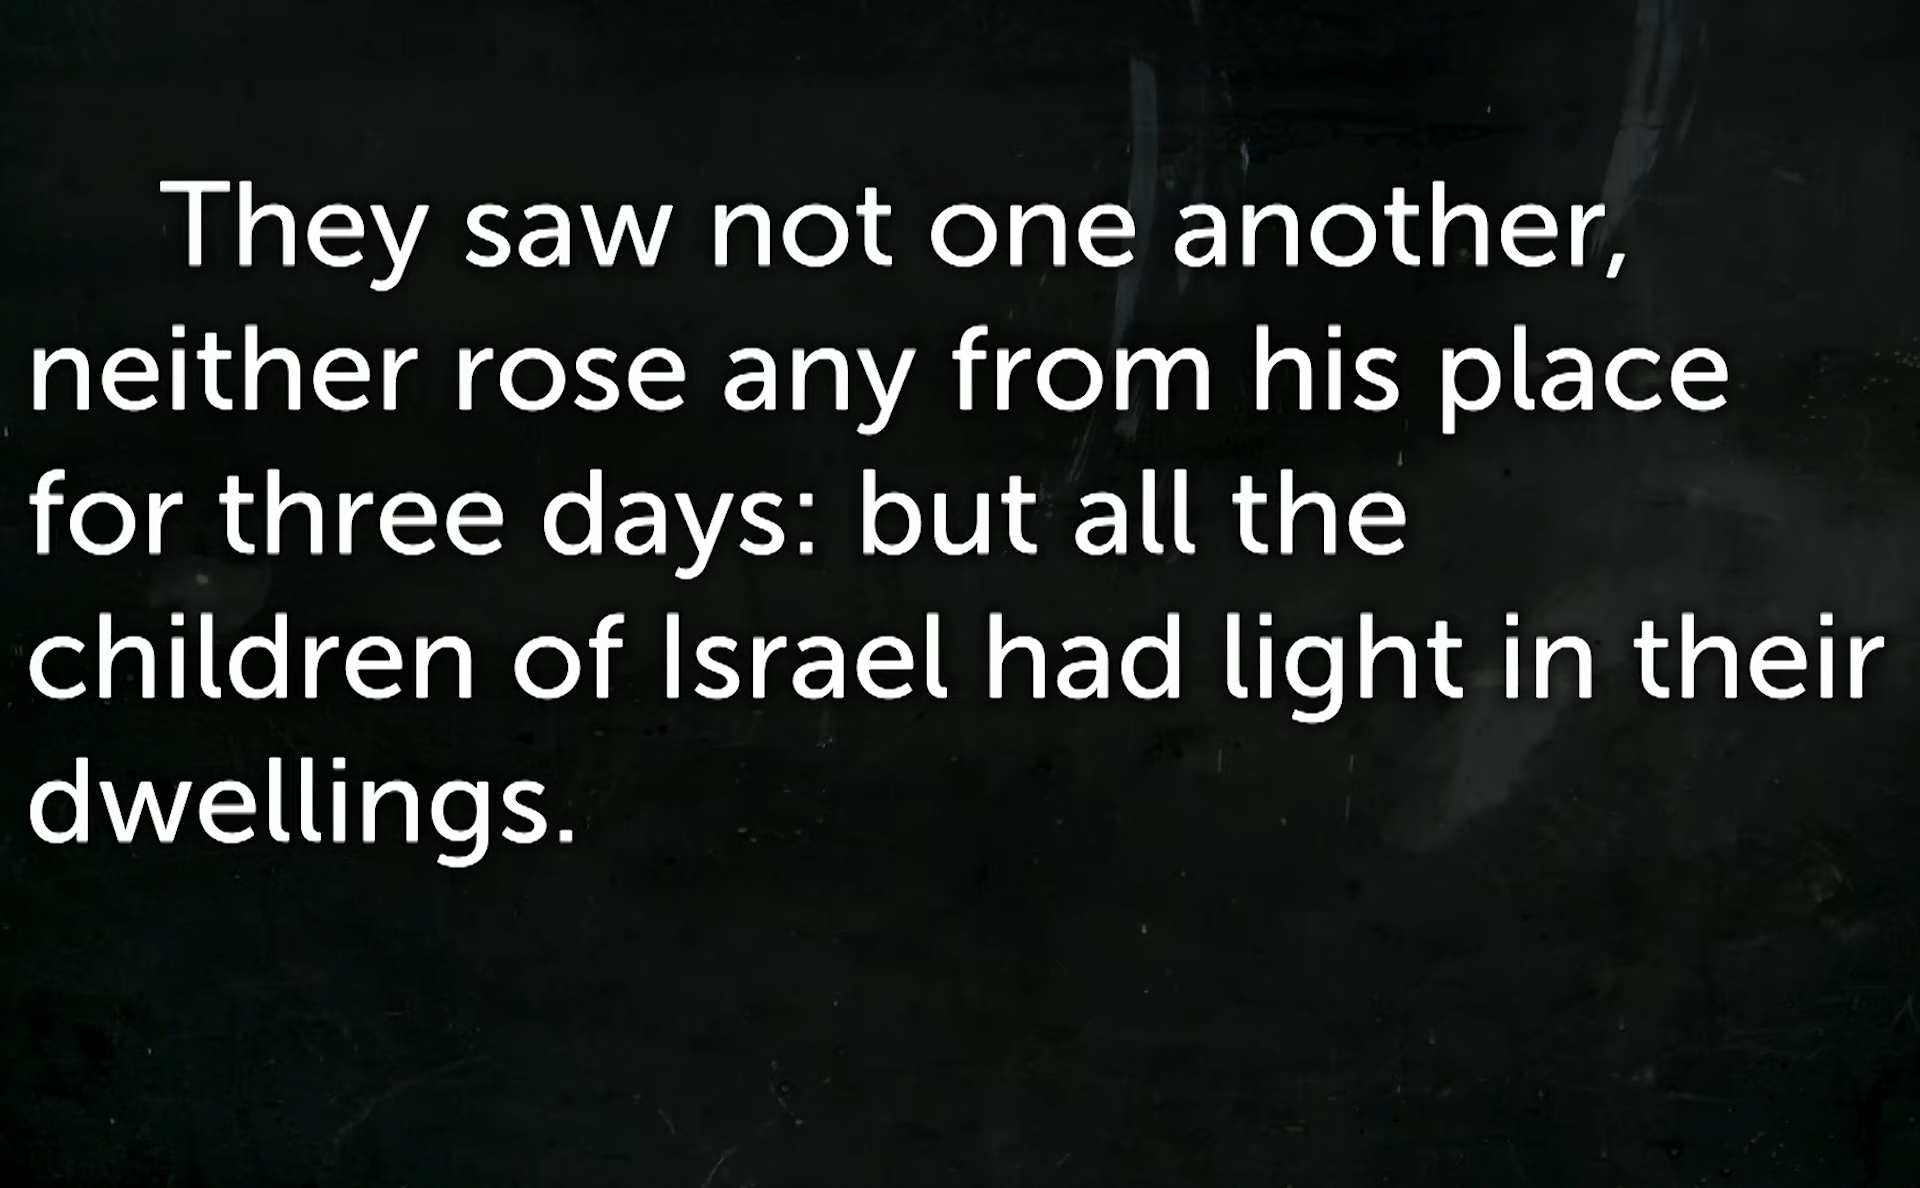 They saw not one another,
neither rose any from his place
for three days: but all the
children of Israel had light in their
dwellings.